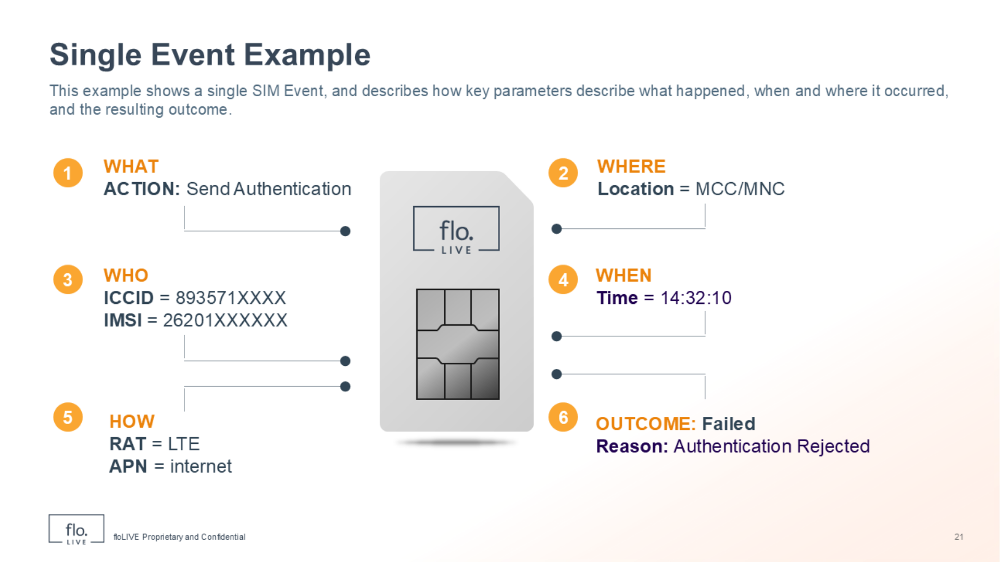 Single Event Example
This example shows a single SIM Event, and describes how key parameters describe what happened, when and where it occurred,
and the resulting outcome.
1
WHAT
ACTION: Send Authentication
2
WHERE
Location = MCC/MNC
flo.
LIVE
3
WHO
ICCID = 893571XXXX
IMSI = 26201XXXXXX
4
WHEN
Time = 14:32:10
5
HOW
RAT = LTE
APN = internet
6
OUTCOME: Failed
Reason: Authentication Rejected
flo.
LIVE
floLIVE Proprietary and Confidential
21